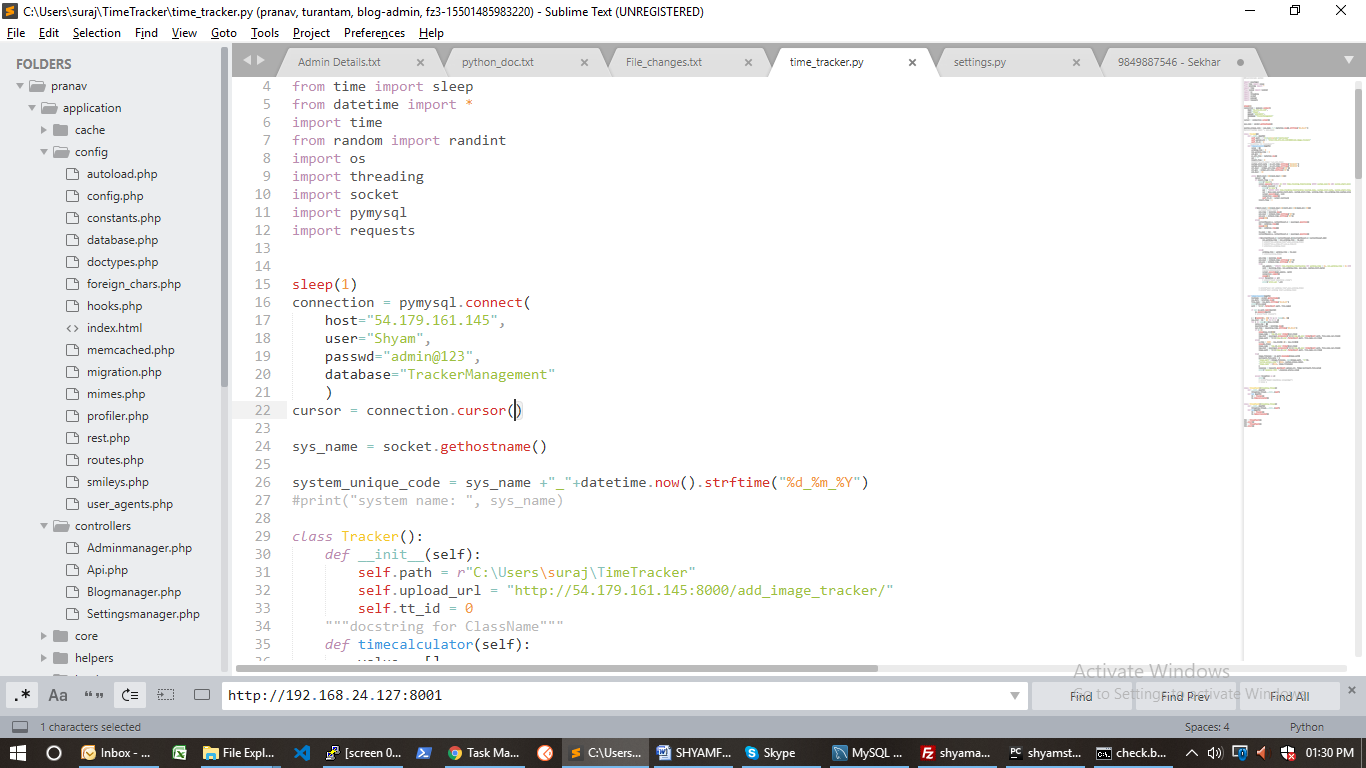 C:\Users\suraj\TimeTracker\time_tracker.py (pranav, turantam, blog-admin, fz3-15501485983220) - Sublime Text (UNREGISTERED)
File Edit Selection Find View Goto Tools Project Preferences Help
FOLDERS
pranav
application
cache
config
autoload.php
config.php
constants.php
database.php
doctypes.php
foreign_chars.php
hooks.php
index.html
memcached.php
migration.php
mimes.php
profiler.php
rest.php
routes.php
smileys.php
user_agents.php
controllers
Adminmanager.php
Api.php
Blogmanager.php
Settingsmanager.php
core
helpers
Admin Details.txt python_doc.txt File_changes.txt time_tracker.py settings.py 9849887546 - Sekhar
4 from time import sleep
5 from datetime import *
6 import time
7 from random import randint
8 import os
9 import threading
10 import socket
11 import pymysql
12 import requests
13
14
15 sleep(1)
16 connection = pymysql.connect(
17 host="54.179.161.145",
18 user="Shyam",
19 passwd="admin@123",
20 database="TrackerManagement"
21 )
22 cursor = connection.cursor()
23
24 sys_name = socket.gethostname()
25
26 system_unique_code = sys_name +"_"+datetime.now().strftime("%d_%m_%Y")
27 #print("system name: ", sys_name)
28
29 class Tracker():
30 def __init__(self):
31 self.path = r"C:\Users\suraj\TimeTracker"
32 self.upload_url = "http://54.179.161.145:8000/add_image_tracker/"
33 self.tt_id = 0
34 """docstring for ClassName"""
35 def timecalculator(self):
Activate Windows
Go to Settings to activate Windows.
.* Aa “” http://192.168.24.127:8001 Find Find Prev Find All
1 characters selected Spaces: 4 Python
Inbox - ... File Expl... [screen 0... Task Ma... C:\Users... SHYAMF... Skype MySQL ... shyama... shyamst... check.b... 01:30 PM